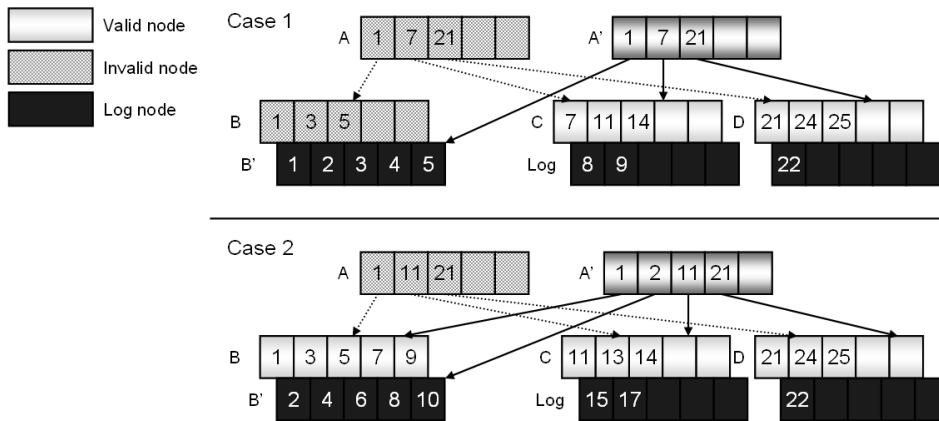 Valid node
Invalid node
Log node
Case 1
A 1 7 21
A' 1 7 21
B 1 3 5
C 7 11 14
D 21 24 25
B' 1 2 3 4 5
Log 8 9
22
Case 2
A 1 11 21
A' 1 2 11 21
B 1 3 5 7 9
C 11 13 14
D 21 24 25
B' 2 4 6 8 10
Log 15 17
22